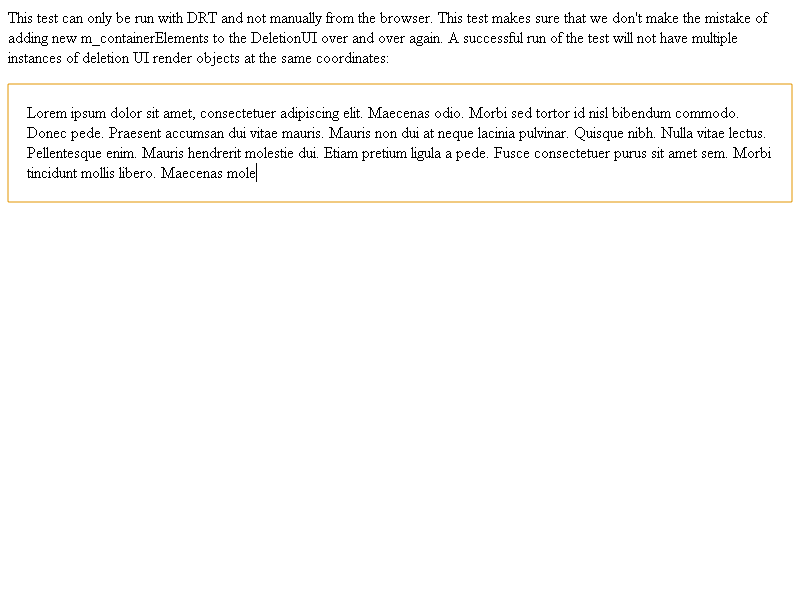 This test can only be run with DRT and not manually from the browser. This test makes sure that we don't make the mistake of
adding new m_containerElements to the DeletionUI over and over again. A successful run of the test will not have multiple
instances of deletion UI render objects at the same coordinates:
Lorem ipsum dolor sit amet, consectetuer adipiscing elit. Maecenas odio. Morbi sed tortor id nisl bibendum commodo.
Donec pede. Praesent accumsan dui vitae mauris. Mauris non dui at neque lacinia pulvinar. Quisque nibh. Nulla vitae lectus.
Pellentesque enim. Mauris hendrerit molestie dui. Etiam pretium ligula a pede. Fusce consectetuer purus sit amet sem. Morbi
tincidunt mollis libero. Maecenas mole